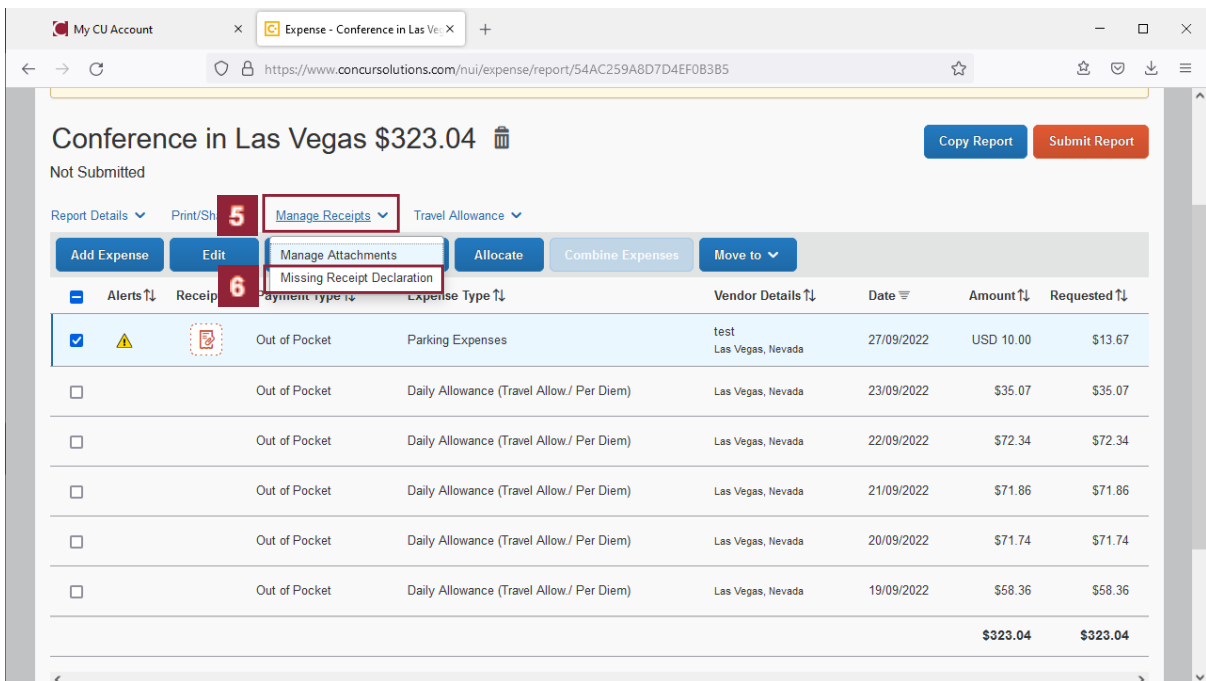 My CU Account × Expense - Conference in Las Veg × +
https://www.concursolutions.com/nui/expense/report/54AC259A8D7D4EF0B3B5
Conference in Las Vegas $323.04
Copy Report Submit Report
Not Submitted
Report Details Print/Sha 5 Manage Receipts Travel Allowance
Add Expense Edit Manage Attachments Allocate Combine Expenses Move to
6 Missing Receipt Declaration
Alerts Receip Payment Type Expense Type Vendor Details Date Amount Requested
Out of Pocket Parking Expenses test Las Vegas, Nevada 27/09/2022 USD 10.00 $13.67
Out of Pocket Daily Allowance (Travel Allow./ Per Diem) Las Vegas, Nevada 23/09/2022 $35.07 $35.07
Out of Pocket Daily Allowance (Travel Allow./ Per Diem) Las Vegas, Nevada 22/09/2022 $72.34 $72.34
Out of Pocket Daily Allowance (Travel Allow./ Per Diem) Las Vegas, Nevada 21/09/2022 $71.86 $71.86
Out of Pocket Daily Allowance (Travel Allow./ Per Diem) Las Vegas, Nevada 20/09/2022 $71.74 $71.74
Out of Pocket Daily Allowance (Travel Allow./ Per Diem) Las Vegas, Nevada 19/09/2022 $58.36 $58.36
$323.04 $323.04